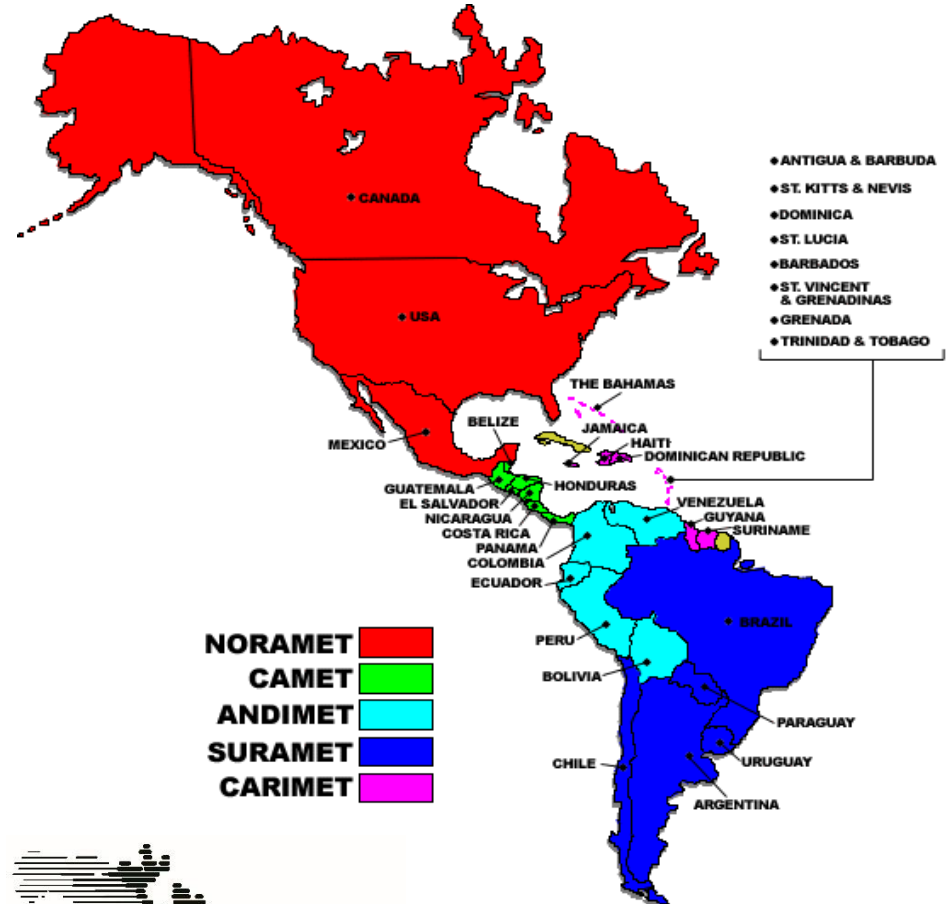 ANTIGUA & BARBUDA
ST. KITTS & NEVIS
DOMINICA
ST. LUCIA
BARBADOS
ST. VINCENT
& GRENADINAS
GRENADA
TRINIDAD & TOBAGO
CANADA
USA
MEXICO
THE BAHAMAS
BELIZE
JAMAICA
HAITI
DOMINICAN REPUBLIC
GUATEMALA
HONDURAS
EL SALVADOR
NICARAGUA
COSTA RICA
PANAMA
COLOMBIA
VENEZUELA
GUYANA
SURINAME
ECUADOR
PERU
BRAZIL
BOLIVIA
PARAGUAY
CHILE
URUGUAY
ARGENTINA
NORAMET
CAMET
ANDIMET
SURAMET
CARIMET